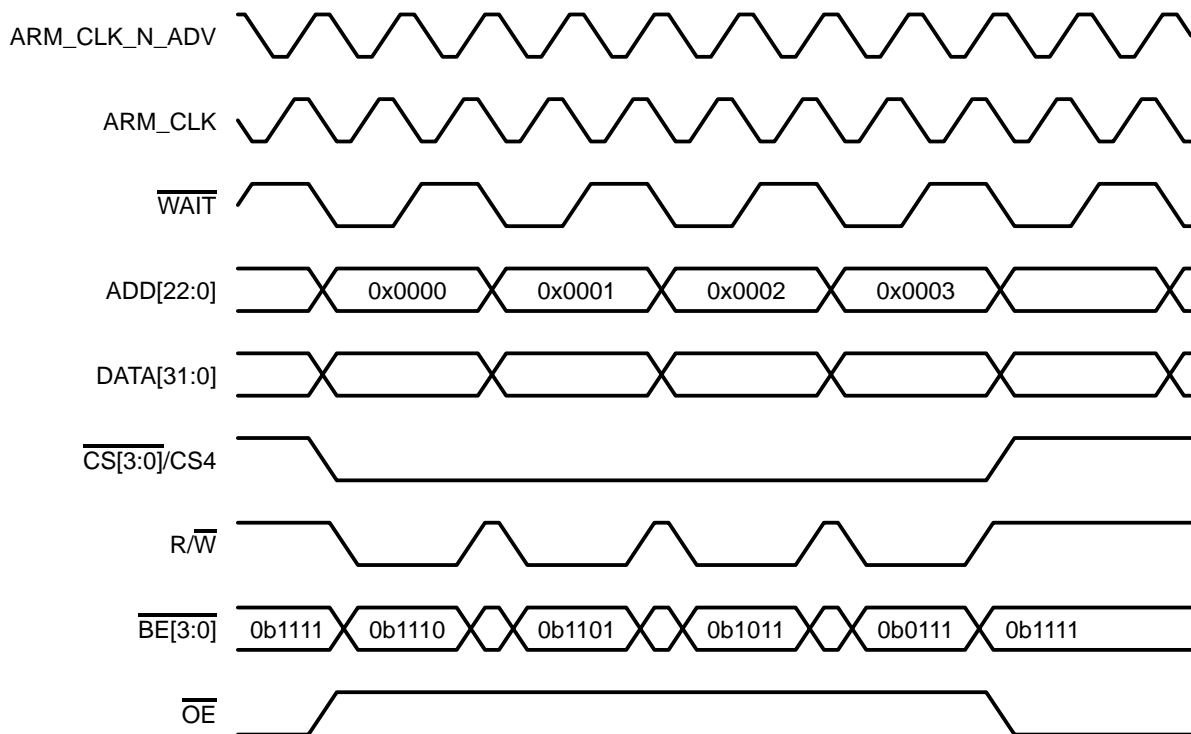 ARM_CLK_N_ADV
ARM_CLK
WAIT
ADD[22:0] 0x0000 0x0001 0x0002 0x0003
DATA[31:0]
CS[3:0]/CS4
R/W
BE[3:0] 0b1111 0b1110 0b1101 0b1011 0b0111 0b1111
OE